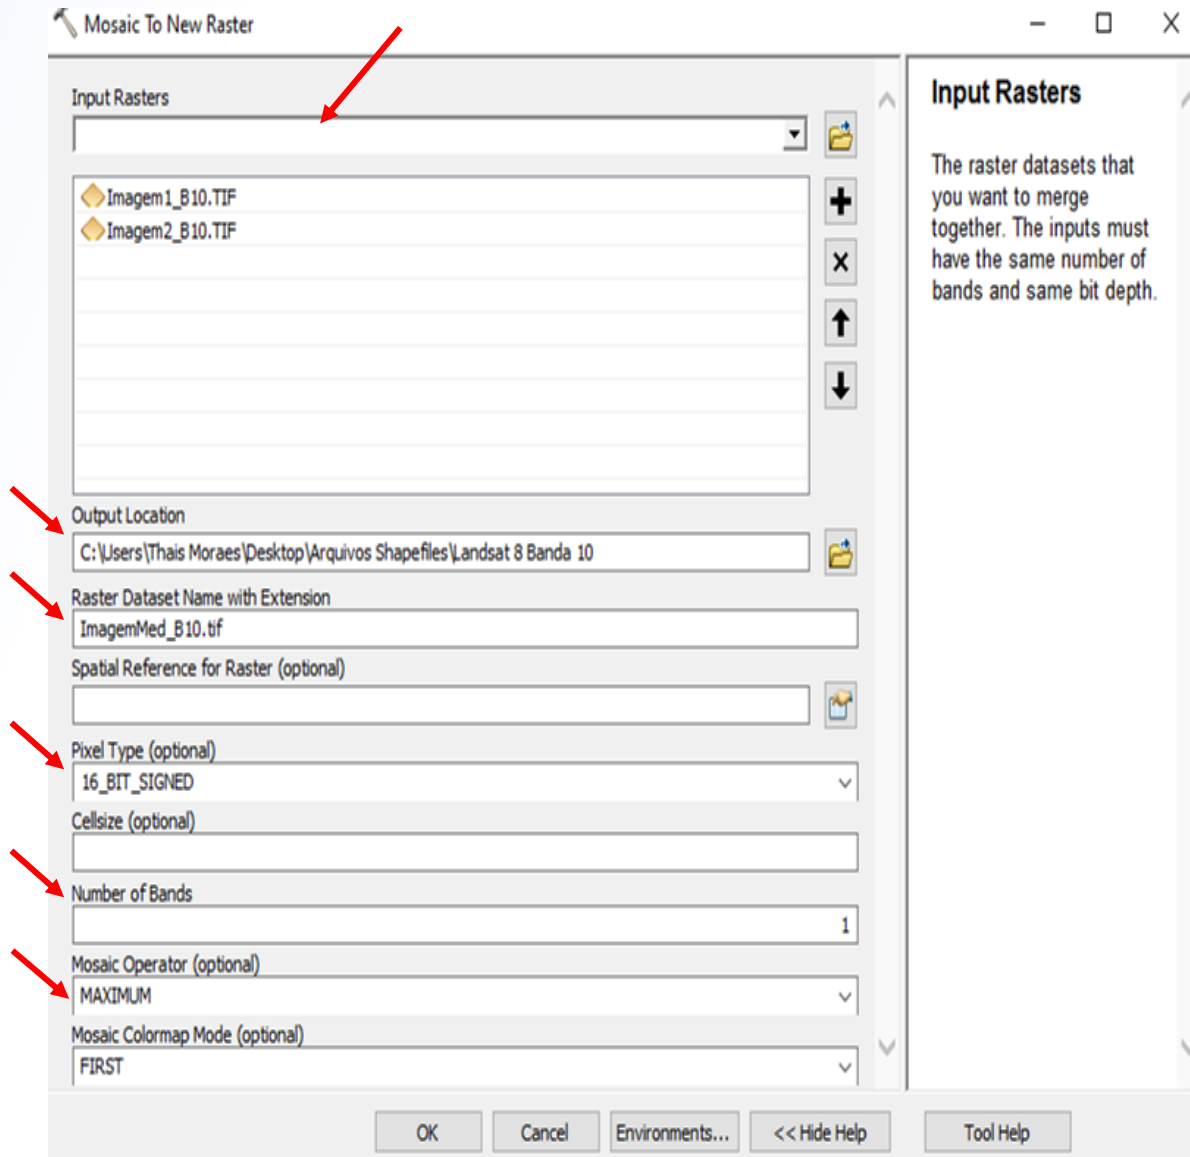 Mosaic To New Raster
Input Rasters
Imagem1_B10.TIF
Imagem2_B10.TIF
Output Location
C:\Users\Thais Moraes\Desktop\Arquivos Shapefiles\Landsat 8 Banda 10
Raster Dataset Name with Extension
ImagemMed_B10.tif
Spatial Reference for Raster (optional)
Pixel Type (optional)
16_BIT_SIGNED
Cellsize (optional)
Number of Bands
1
Mosaic Operator (optional)
MAXIMUM
Mosaic Colormap Mode (optional)
FIRST
Input Rasters
The raster datasets that
you want to merge
together. The inputs must
have the same number of
bands and same bit depth.
OK
Cancel
Environments...
<< Hide Help
Tool Help